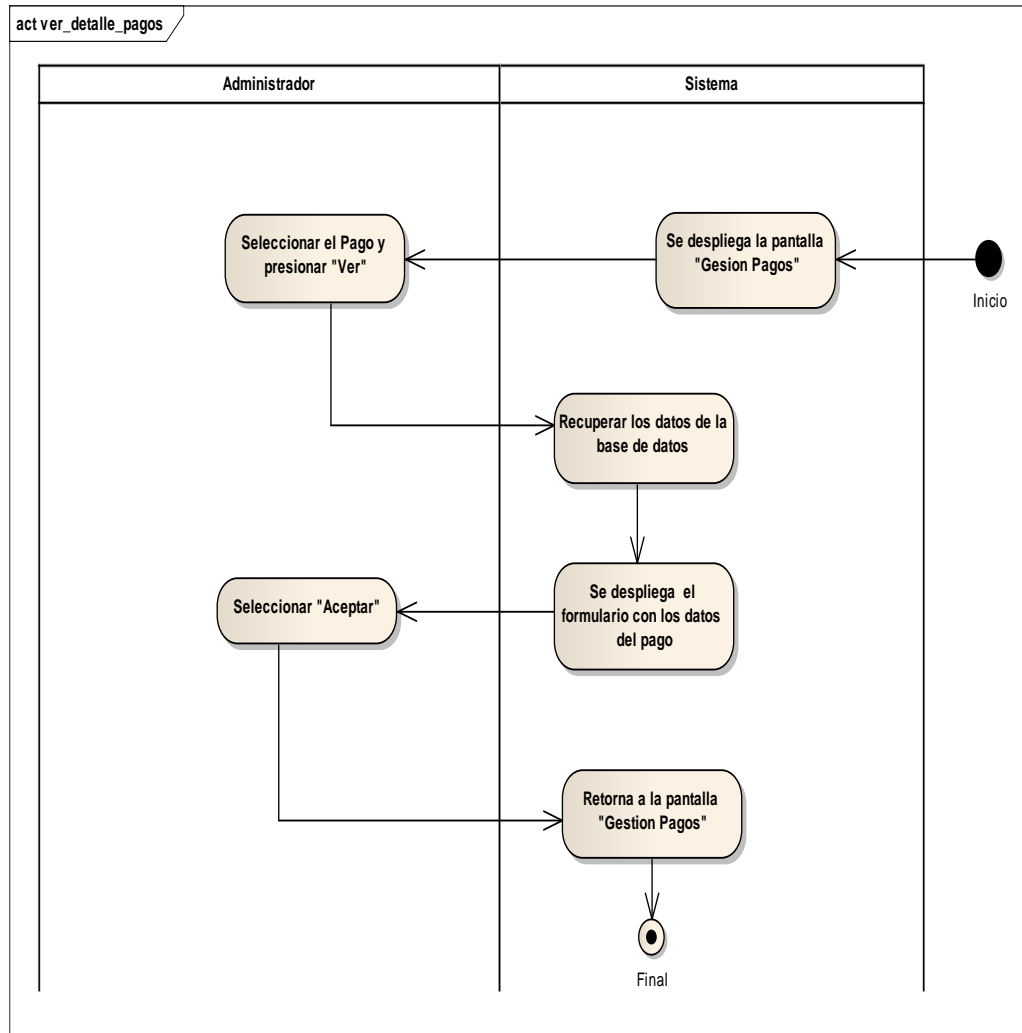 act ver_detalle_pagos
Administrador
Sistema
Seleccionar el Pago y
presionar "Ver"
Se despliega la pantalla
"Gesion Pagos"
Inicio
Recuperar los datos de la
base de datos
Seleccionar "Aceptar"
Se despliega el
formulario con los datos
del pago
Retorna a la pantalla
"Gestion Pagos"
Final